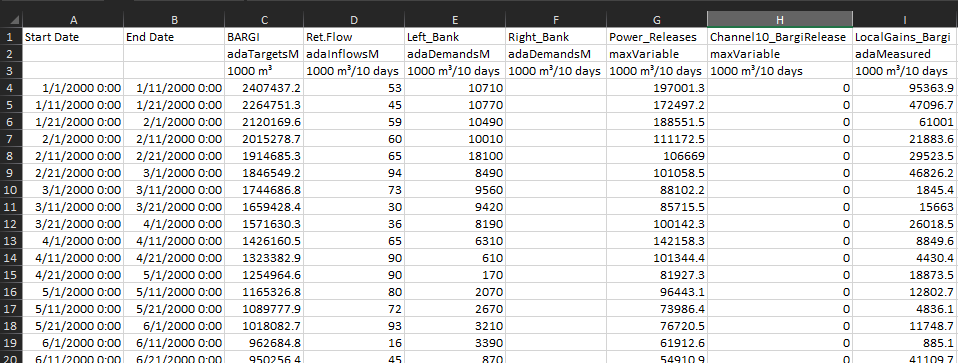 A B C D E F G H I
1 Start Date End Date BARGI Ret.Flow Left_Bank Right_Bank Power_Releases Channel10_BargiRelease LocalGains_Bargi
2 adaTargetsM adaInflowsM adaDemandsM adaDemandsM maxVariable maxVariable adaMeasured
3 1000 m³ 1000 m³/10 days 1000 m³/10 days 1000 m³/10 days 1000 m³/10 days 1000 m³/10 days 1000 m³/10 days
4 1/1/2000 0:00 1/11/2000 0:00 2407437.2 53 10710 197001.3 0 95363.9
5 1/11/2000 0:00 1/21/2000 0:00 2264751.3 45 10770 172497.2 0 47096.7
6 1/21/2000 0:00 2/1/2000 0:00 2120169.6 59 10490 188551.5 0 61001
7 2/1/2000 0:00 2/11/2000 0:00 2015278.7 60 10010 111172.5 0 21883.6
8 2/11/2000 0:00 2/21/2000 0:00 1914685.3 65 18100 106669 0 29523.5
9 2/21/2000 0:00 3/1/2000 0:00 1846549.2 94 8490 101058.5 0 46826.2
10 3/1/2000 0:00 3/11/2000 0:00 1744686.8 73 9560 88102.2 0 1845.4
11 3/11/2000 0:00 3/21/2000 0:00 1659428.4 30 9420 85715.5 0 15663
12 3/21/2000 0:00 4/1/2000 0:00 1571630.3 36 8190 100142.3 0 26018.5
13 4/1/2000 0:00 4/11/2000 0:00 1426160.5 65 6310 142158.3 0 8849.6
14 4/11/2000 0:00 4/21/2000 0:00 1323382.9 90 610 101344.4 0 4430.4
15 4/21/2000 0:00 5/1/2000 0:00 1254964.6 90 170 81927.3 0 18873.5
16 5/1/2000 0:00 5/11/2000 0:00 1165326.8 80 2070 96443.1 0 12802.7
17 5/11/2000 0:00 5/21/2000 0:00 1089777.9 72 2670 73986.4 0 4836.1
18 5/21/2000 0:00 6/1/2000 0:00 1018082.7 93 3210 76720.5 0 11748.7
19 6/1/2000 0:00 6/11/2000 0:00 962684.8 16 3390 61912.6 0 885.1
20 6/11/2000 0:00 6/21/2000 0:00 950256.4 45 870 54910.9 0 41109.7